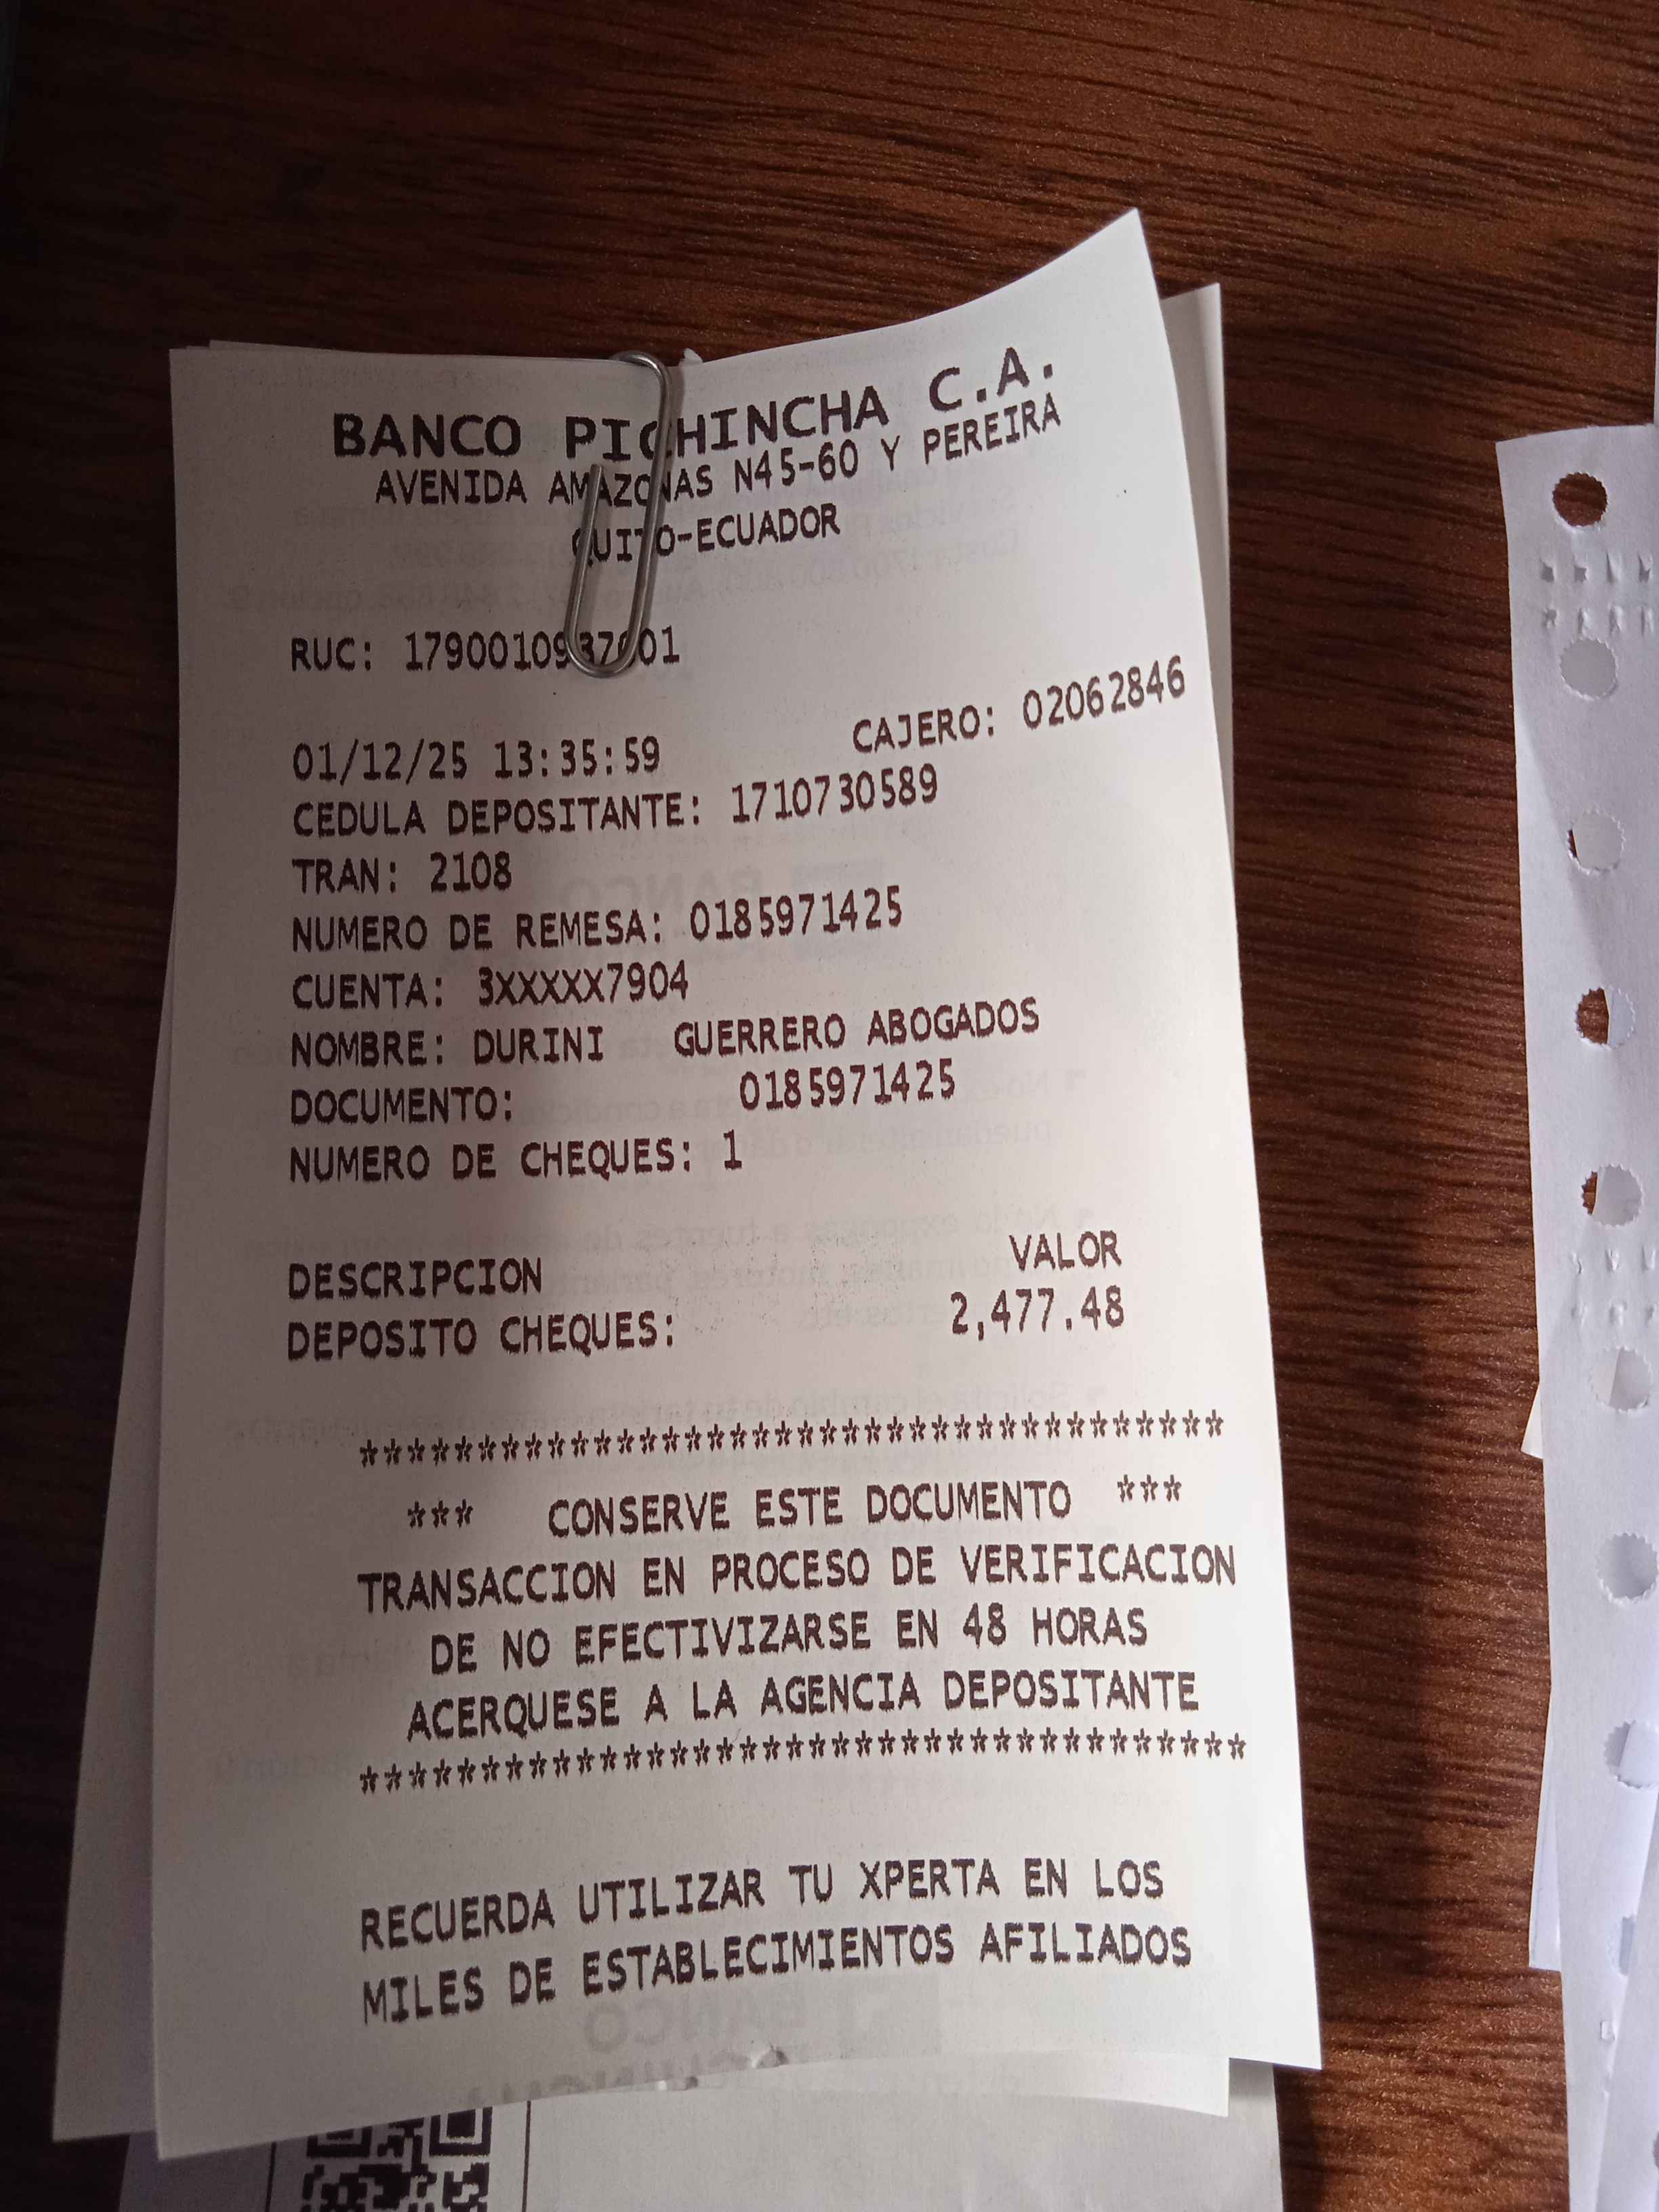 BANCO PICHINCHA C.A.
AVENIDA AMAZONAS N45-60 Y PEREIRA
QUITO-ECUADOR
RUC: 1790010937001
01/12/25 13:35:59 CAJERO: 02062846
CEDULA DEPOSITANTE: 1710730589
TRAN: 2108
NUMERO DE REMESA: 0185971425
CUENTA: 3XXXXX7904
NOMBRE: DURINI GUERRERO ABOGADOS
DOCUMENTO: 0185971425
NUMERO DE CHEQUES: 1
DESCRIPCION VALOR
DEPOSITO CHEQUES: 2,477.48
**************************************
*** CONSERVE ESTE DOCUMENTO ***
TRANSACCION EN PROCESO DE VERIFICACION
DE NO EFECTIVIZARSE EN 48 HORAS
ACERQUESE A LA AGENCIA DEPOSITANTE
**************************************
RECUERDA UTILIZAR TU XPERTA EN LOS
MILES DE ESTABLECIMIENTOS AFILIADOS